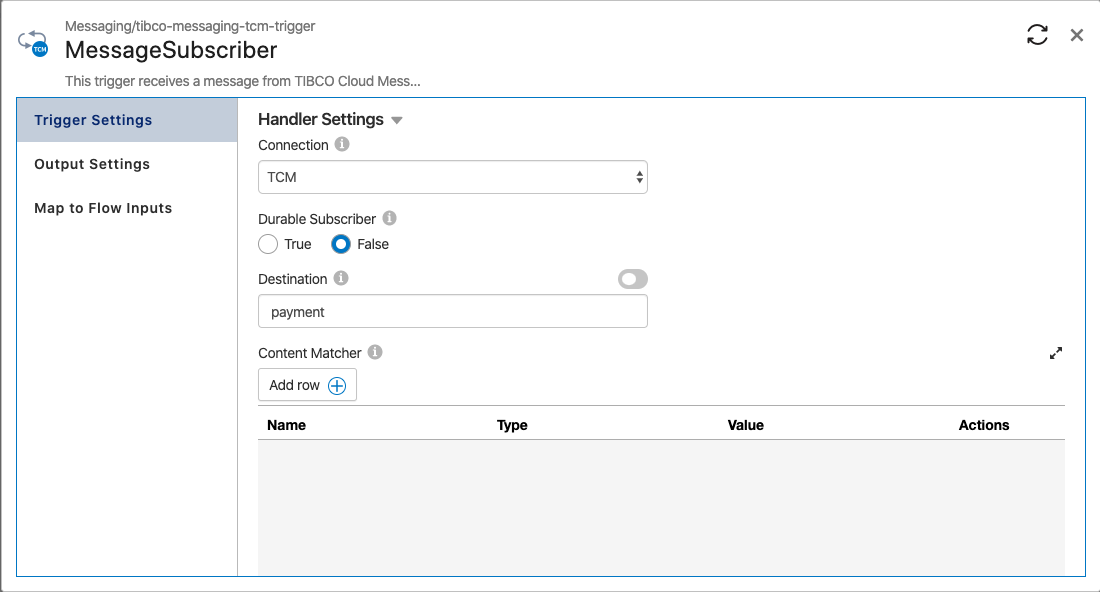 Messaging/tibco-messaging-tcm-trigger
TCM
MessageSubscriber
This trigger receives a message from TIBCO Cloud Mess...
Trigger Settings
Output Settings
Map to Flow Inputs
Handler Settings
Connection
TCM
Durable Subscriber
True False
Destination
payment
Content Matcher
Add row
Name Type Value Actions